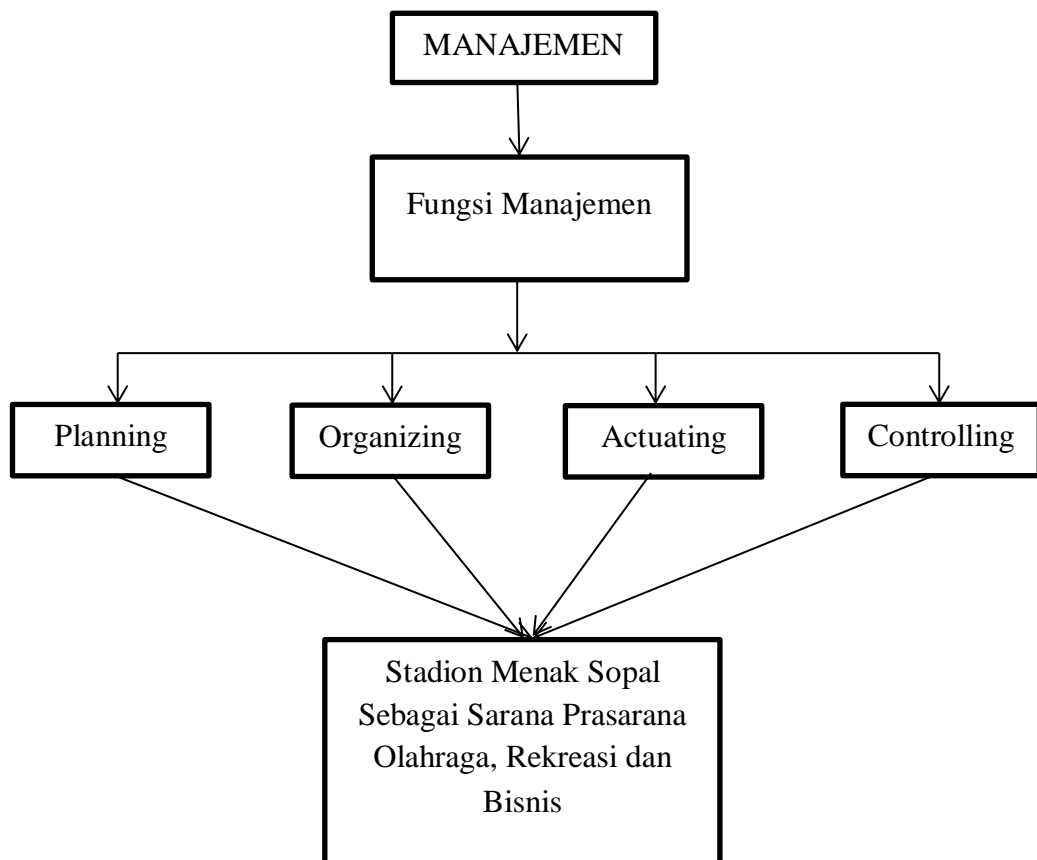 MANAJEMEN
Fungsi Manajemen
Planning
Organizing
Actuating
Controlling
Stadion Menak Sopal
Sebagai Sarana Prasarana
Olahraga, Rekreasi dan
Bisnis